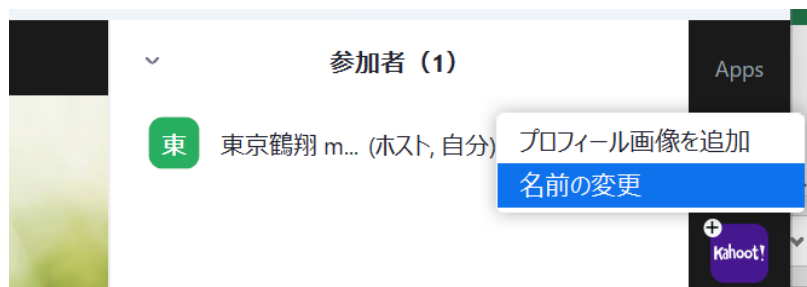 参加者（1）
Apps
東 東京鶴翔 m... (ホスト, 自分)
プロフィール画像を追加
名前の変更
Kahoot!